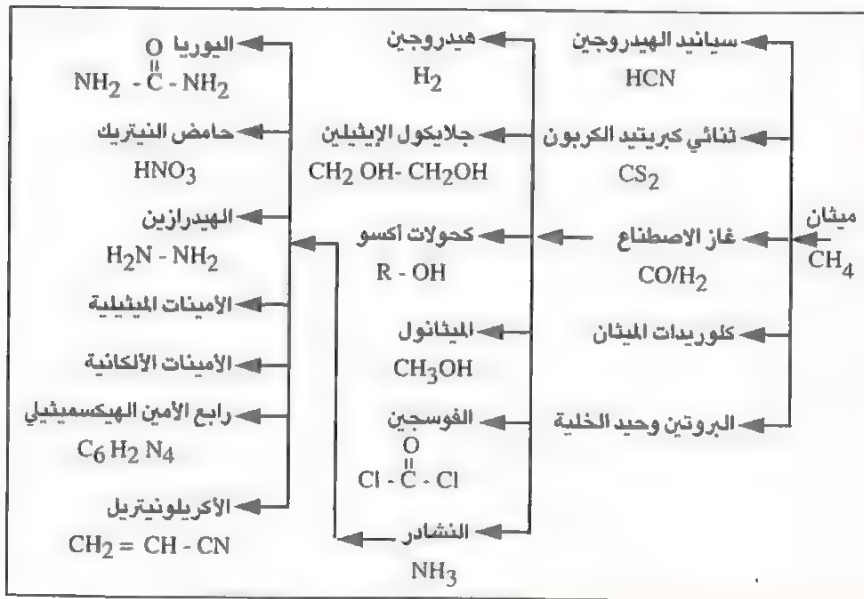 ميثان
CH4
سيانيد الهيدروجين
HCN
ثنائي كبريتيد الكربون
CS2
غاز الاصطناع
CO/H2
كلوريدات الميثان
البروتين وحيد الخلية
هيدروجين
H2
جلايكول الإيثيلين
CH2 OH- CH2OH
كحولات أكسو
R - OH
الميثانول
CH3OH
الفوسجين
O
Cl - C - Cl
النشادر
NH3
اليوريا
O
NH2 - C - NH2
حامض النيتريك
HNO3
الهيدرازين
H2N - NH2
الأمينات الميثيلية
الأمينات الألكانية
رابع الأمين الهيكسميثيلي
C6 H2 N4
الأكريلونيتريل
CH2 = CH - CN